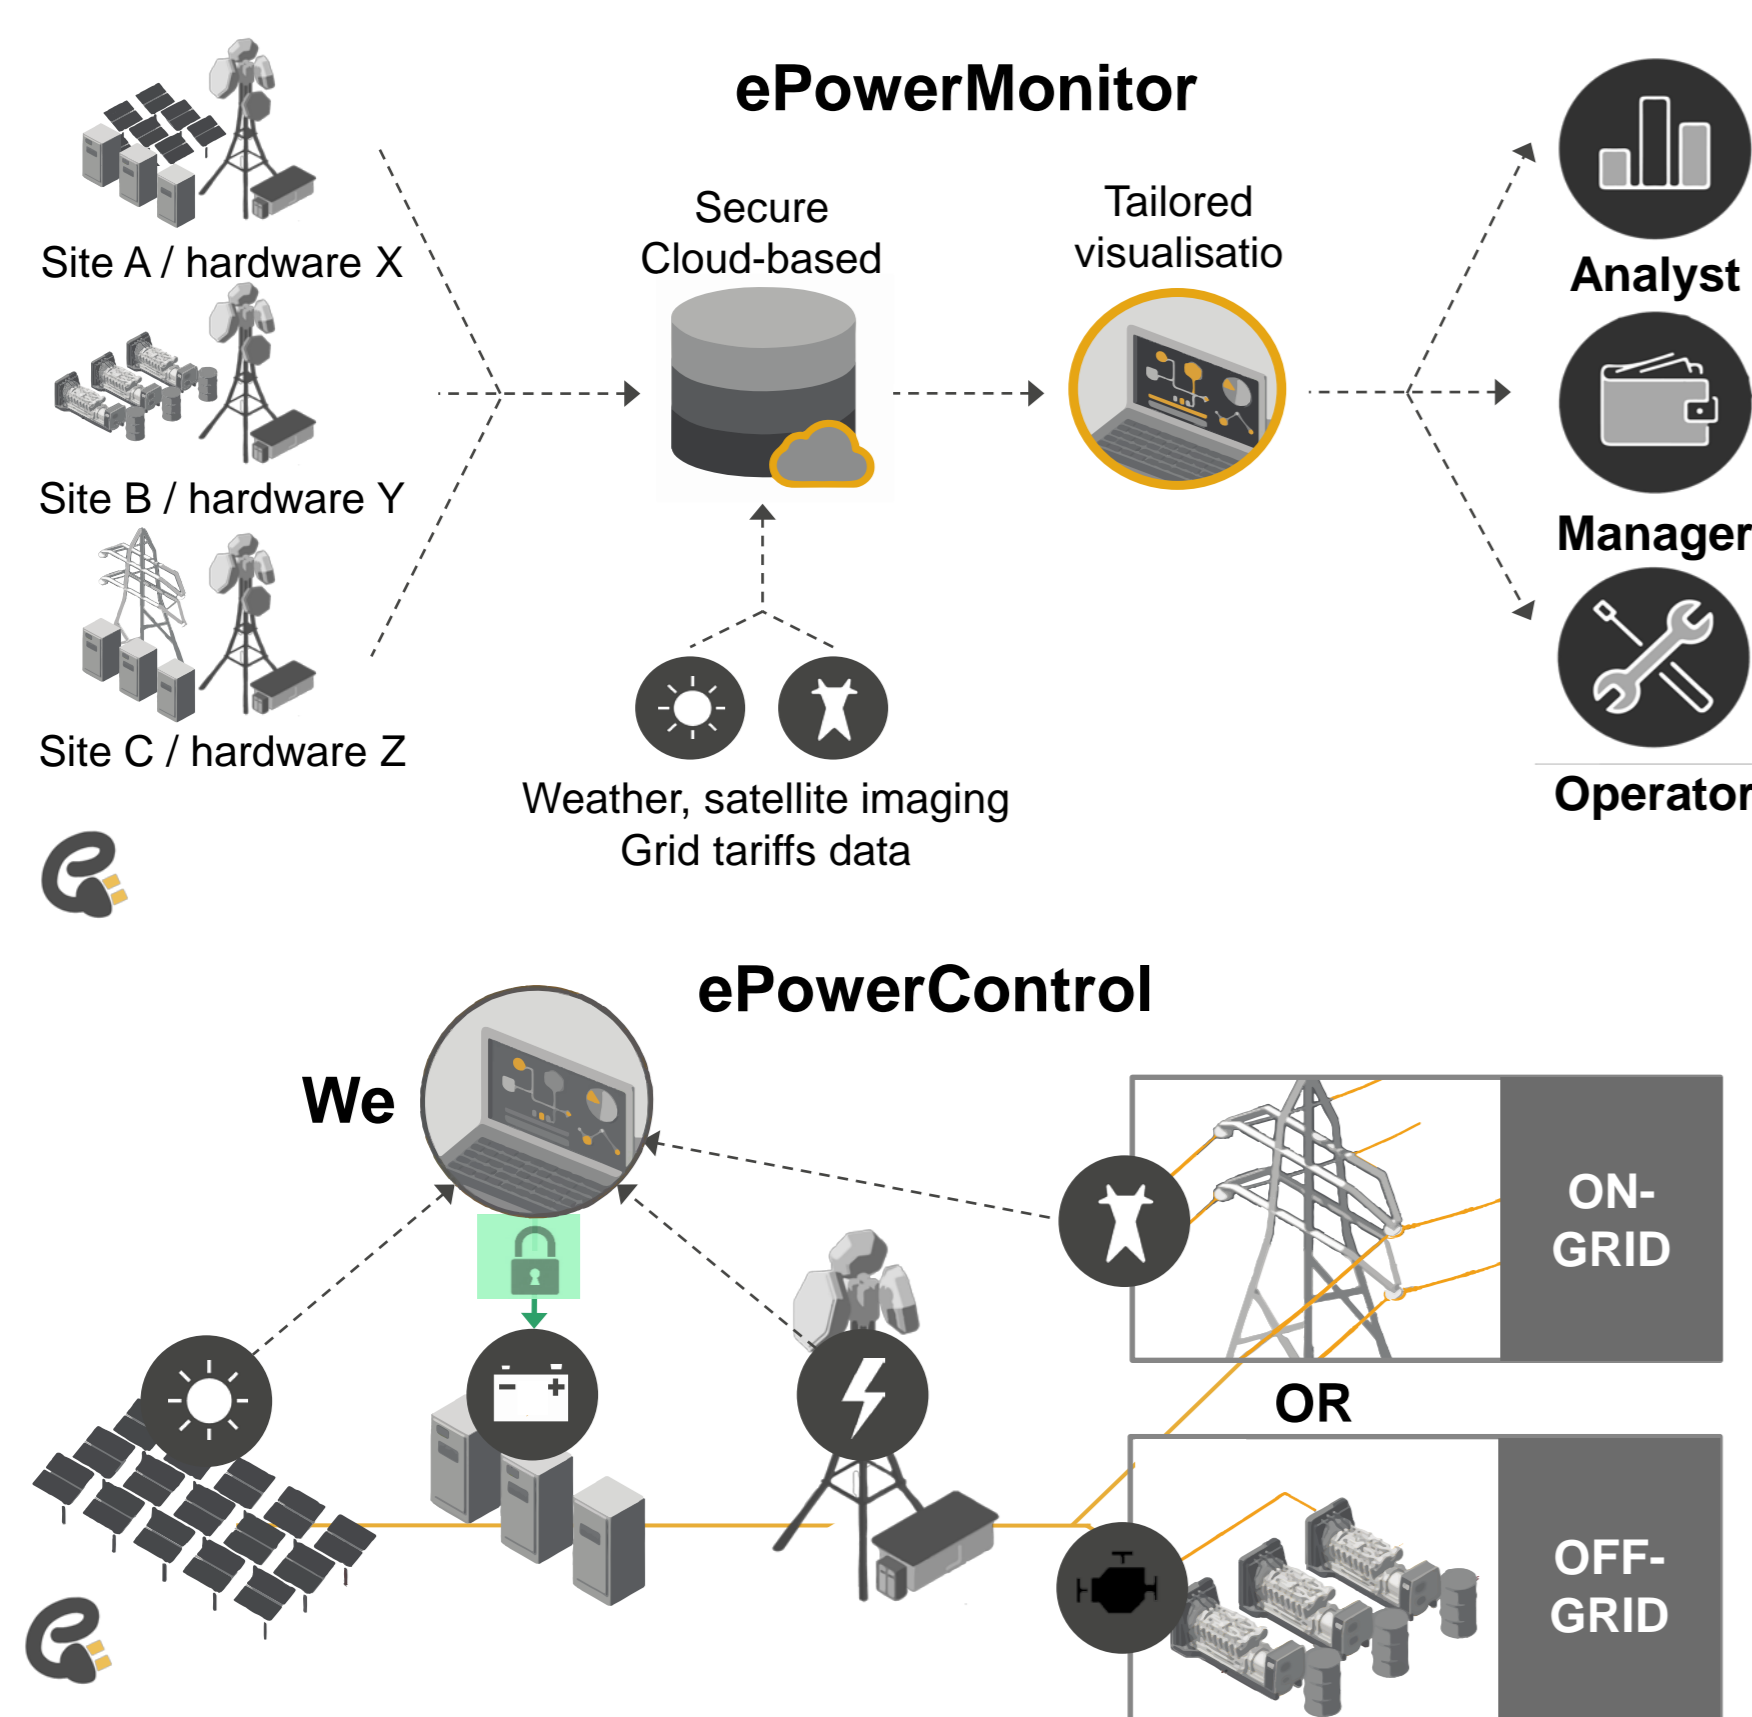 ePowerMonitor
Site A / hardware X
Site B / hardware Y
Site C / hardware Z
Secure
Cloud-based
Weather, satellite imaging
Grid tariffs data
Tailored
visualisatio
Analyst
Manager
Operator
ePowerControl
We
ON-
GRID
OR
OFF-
GRID